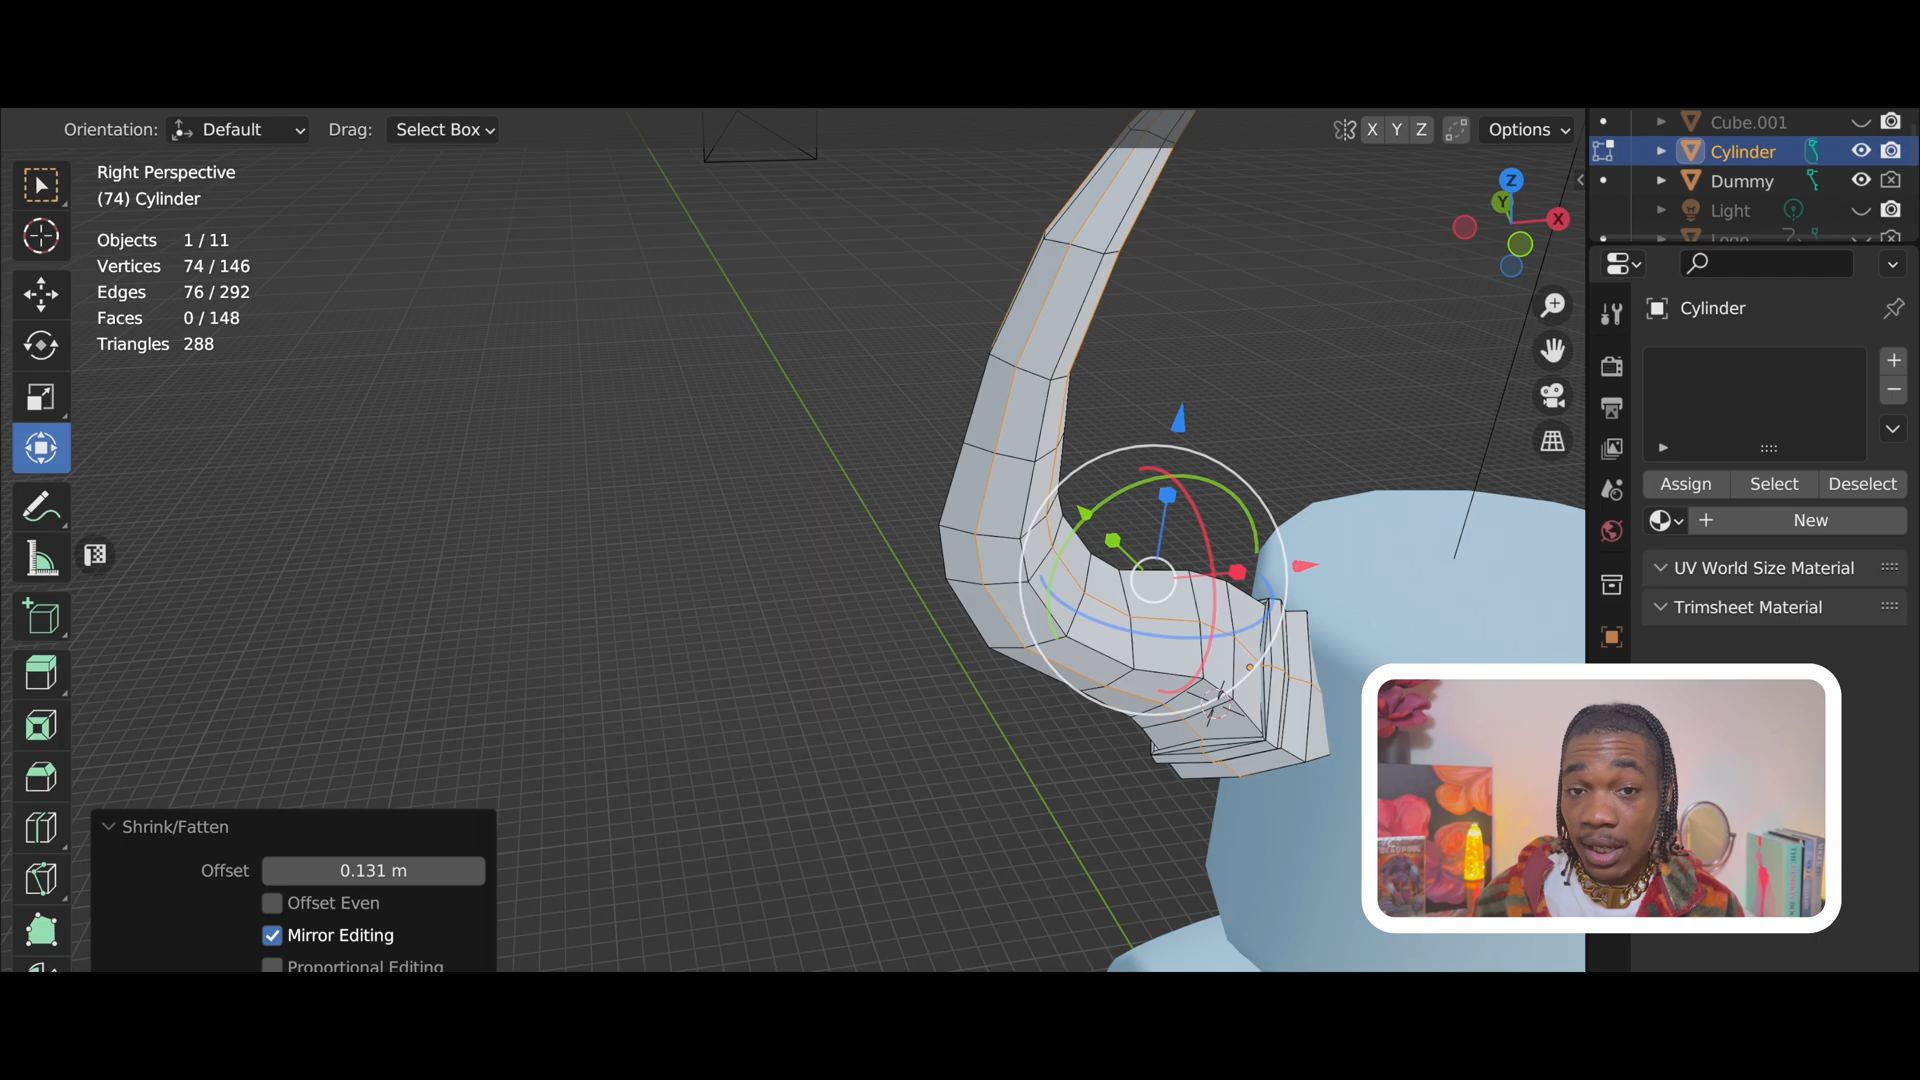 Orientation: Default Drag: Select Box X Y Z Options
Right Perspective
(74) Cylinder
Objects 1 / 11
Vertices 74 / 146
Edges 76 / 292
Faces 0 / 148
Triangles 288
Z
Y
X
Shrink/Fatten
Offset 0.131 m
Offset Even
Mirror Editing
Proportional Editing
Cube.001
Cylinder
Dummy
Light
Logo
Cylinder
Assign Select Deselect
New
UV World Size Material
Trimsheet Material
DEADPOOL